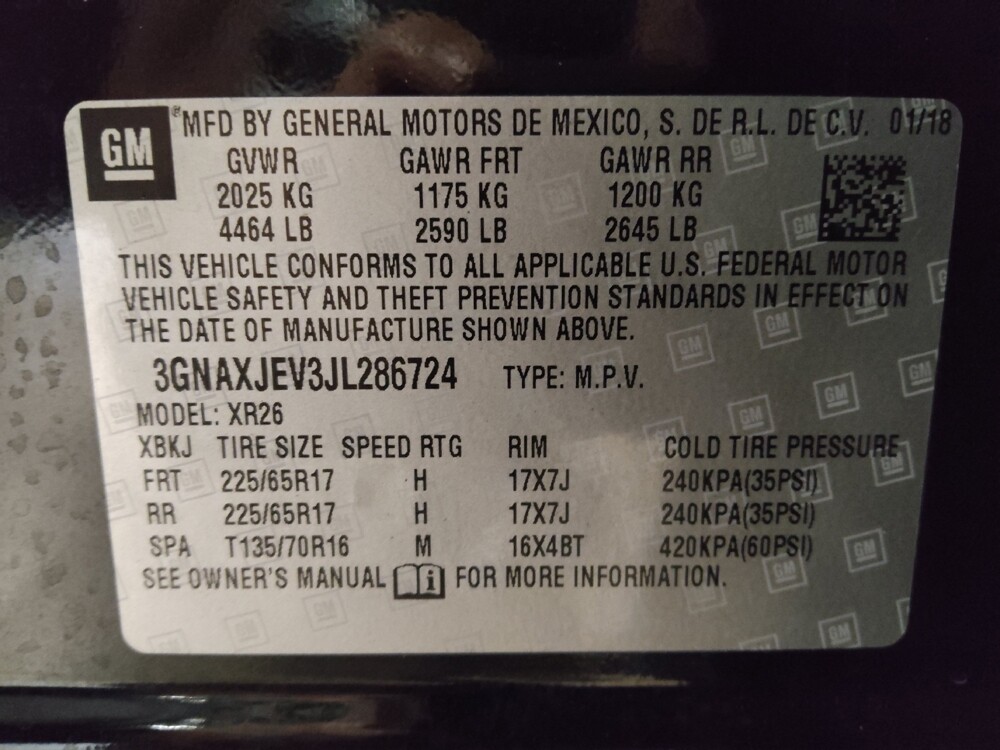 GM ® MFD BY GENERAL MOTORS DE MEXICO, S. DE R.L. DE C.V. 01/18
GVWR GAWR FRT GAWR RR
2025 KG 1175 KG 1200 KG
4464 LB 2590 LB 2645 LB
THIS VEHICLE CONFORMS TO ALL APPLICABLE U.S. FEDERAL MOTOR
VEHICLE SAFETY AND THEFT PREVENTION STANDARDS IN EFFECT ON
THE DATE OF MANUFACTURE SHOWN ABOVE.
3GNAXJEV3JL286724 TYPE: M.P.V.
MODEL: XR26
XBKJ TIRE SIZE SPEED RTG RIM COLD TIRE PRESSURE
FRT 225/65R17 H 17X7J 240KPA(35PSI)
RR 225/65R17 H 17X7J 240KPA(35PSI)
SPA T135/70R16 M 16X4BT 420KPA(60PSI)
SEE OWNER'S MANUAL i FOR MORE INFORMATION.